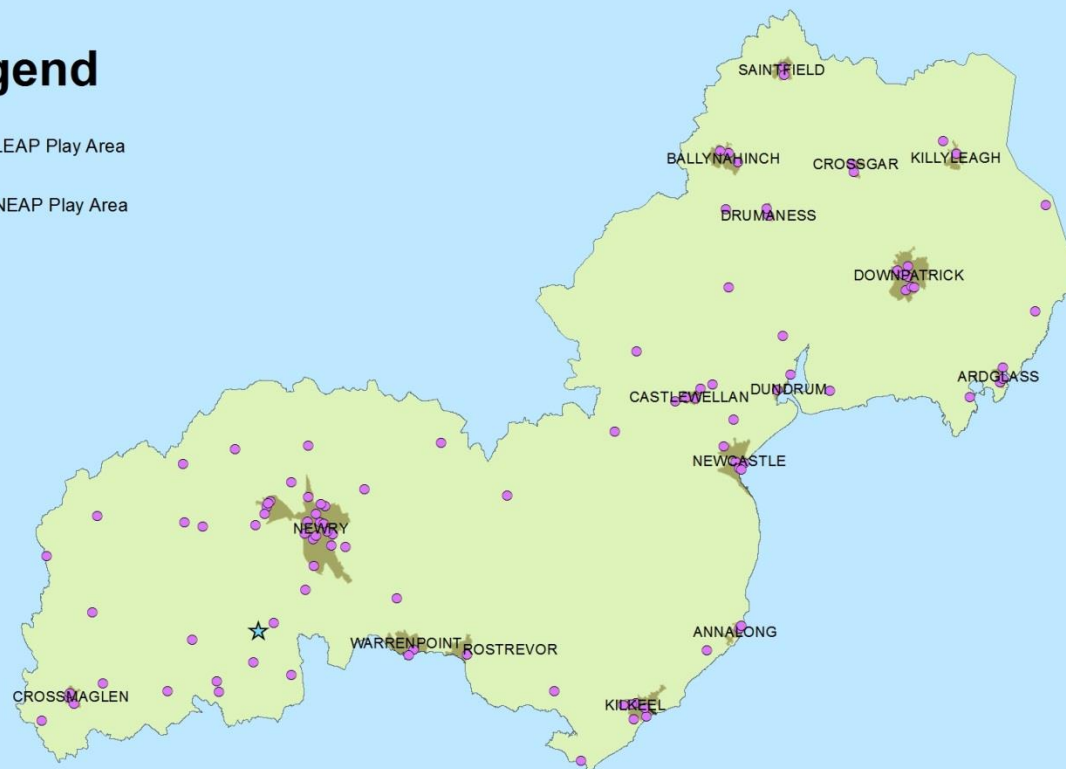 gend
LEAP Play Area
NEAP Play Area
SAINTFIELD
BALLYNAHINCH
CROSSGAR
KILLYLEAGH
DRUMANESS
DOWNPATRICK
ARDGLASS
CASTLEWELLAN
DUNDRUM
NEWCASTLE
NEWRY
ANNALONG
WARRENPOINT
ROSTREVOR
CROSSMAGLEN
KILKEEL